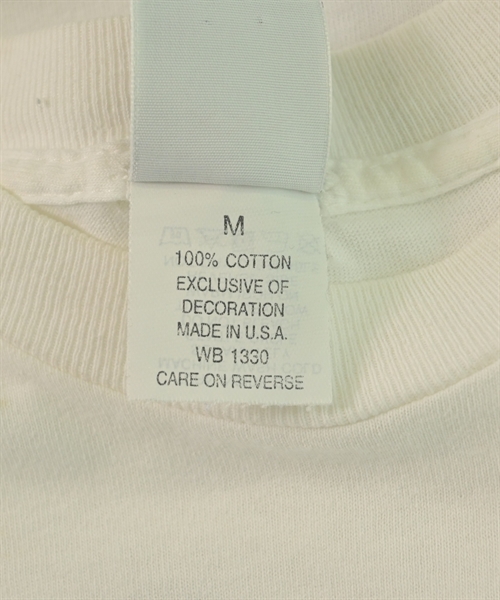 M
100% COTTON
EXCLUSIVE OF
DECORATION
MADE IN U.S.A.
WB 1330
CARE ON REVERSE